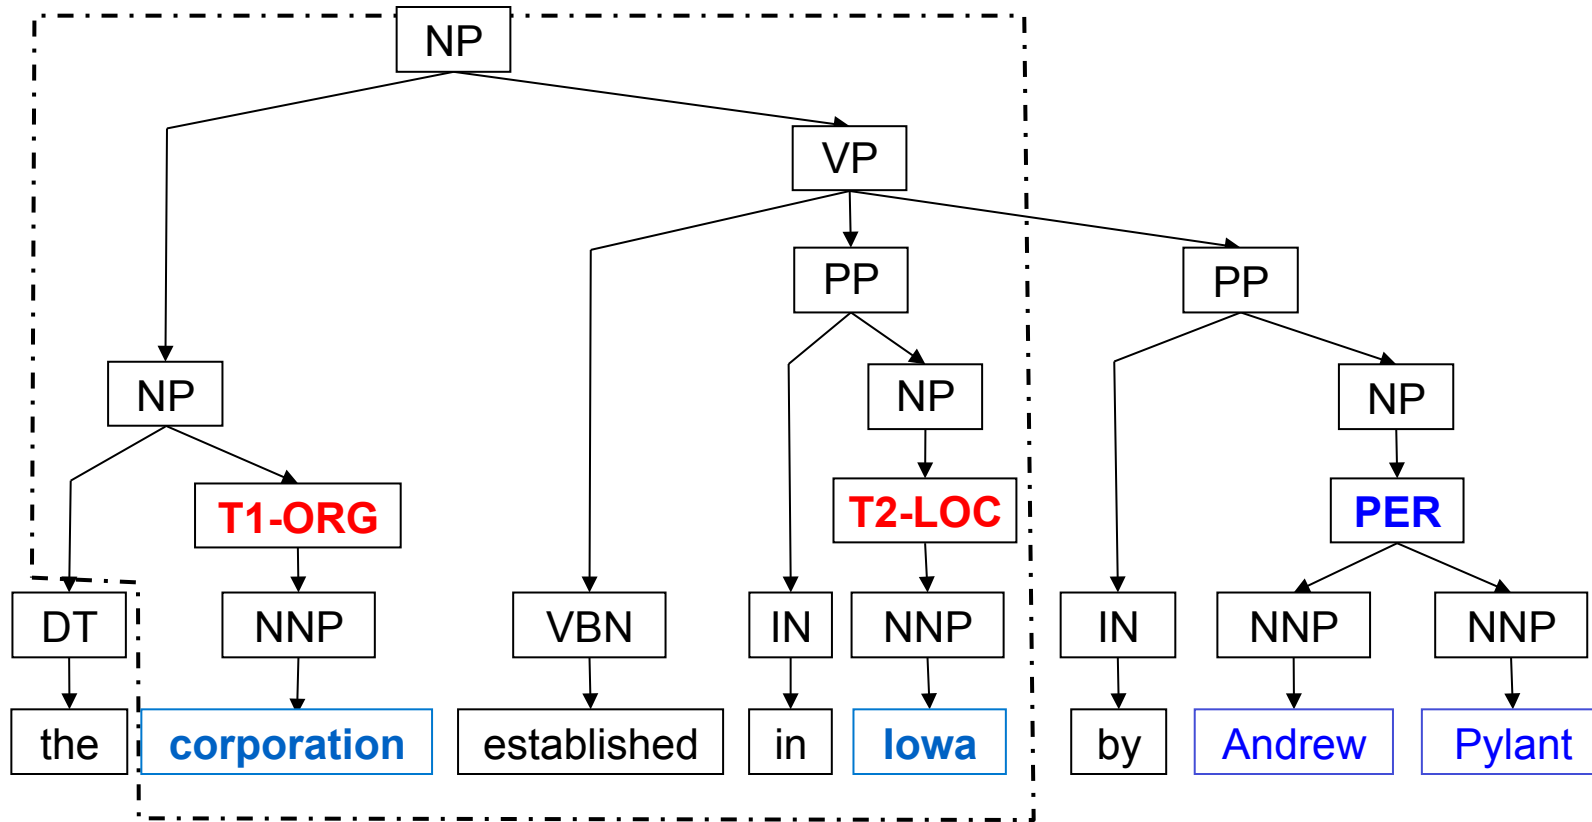 NP
VP
PP PP
NP NP NP
T1-ORG T2-LOC PER
DT NNP VBN IN NNP IN NNP NNP
the corporation established in Iowa by Andrew Pylant